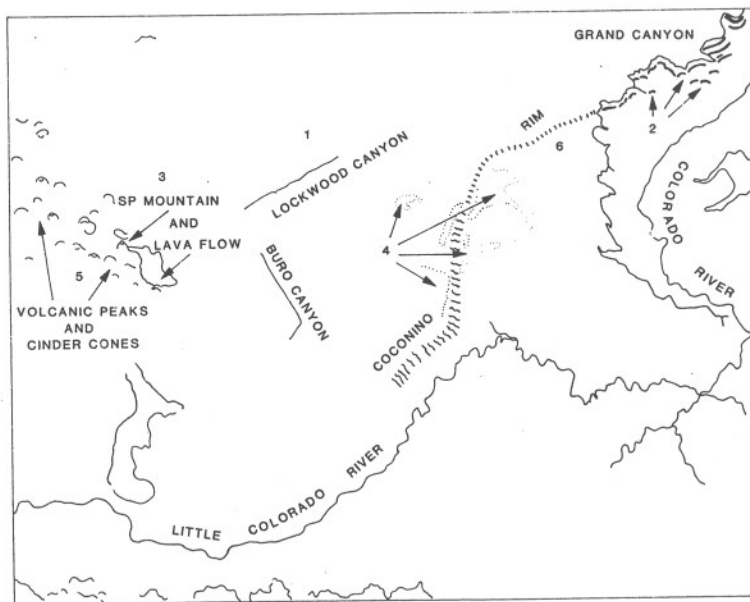 GRAND CANYON
2
RIM
1
6
LOCKWOOD CANYON
3
SP MOUNTAIN
AND
LAVA FLOW
COLORADO
RIVER
4
BURO CANYON
5
VOLCANIC PEAKS
AND
CINDER CONES
COCONINO
LITTLE COLORADO RIVER